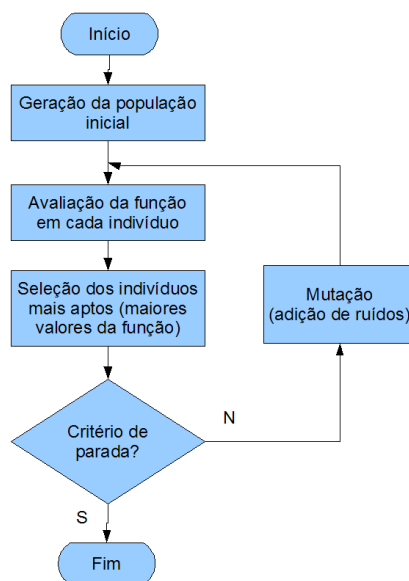 Início
Geração da população
inicial
Avaliação da função
em cada indivíduo
Seleção dos indivíduos
mais aptos (maiores
valores da função)
Mutação
(adição de ruídos)
Critério de
parada?
N
S
Fim